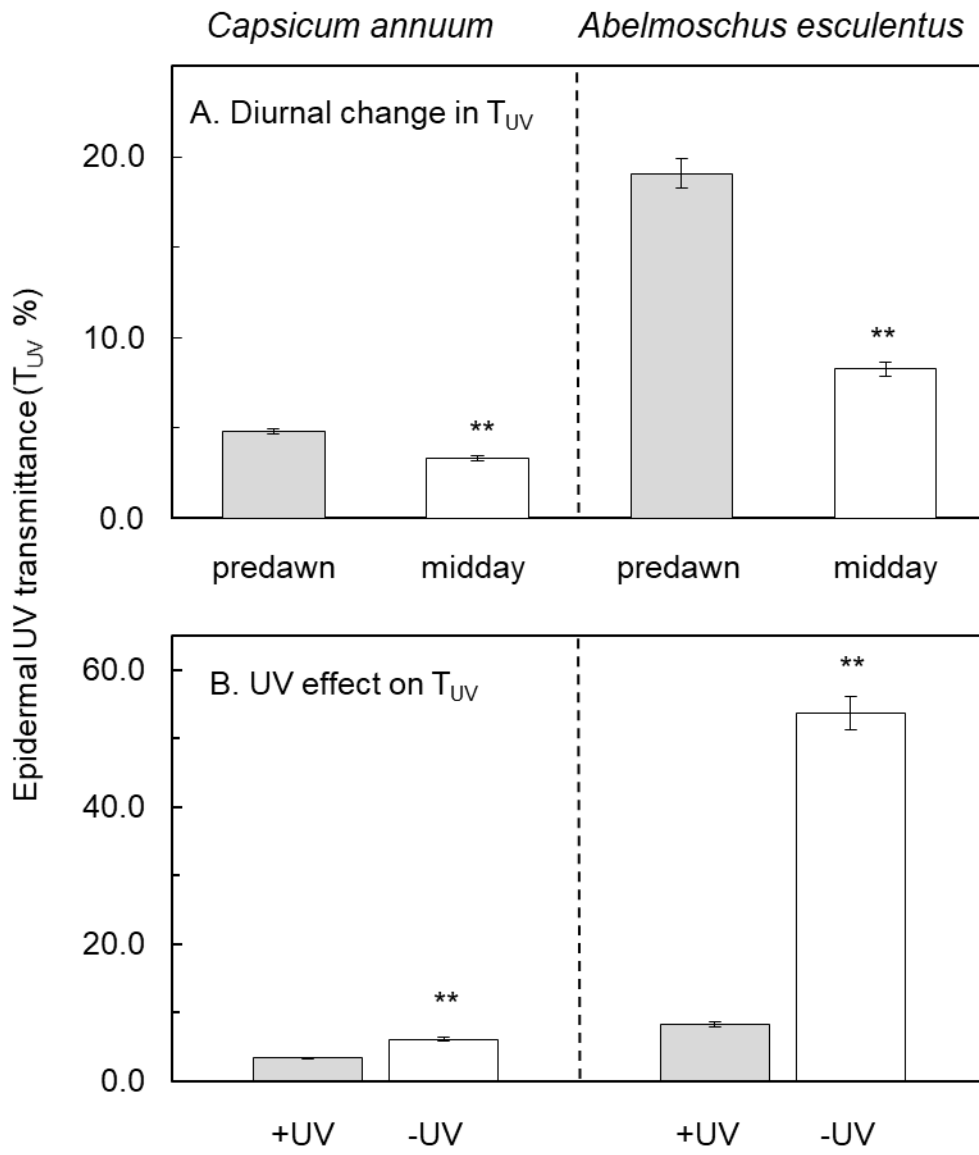 Capsicum annuum Abelmoschus esculentus
A. Diurnal change in TUV
20.0
**
10.0
**
0.0
predawn midday predawn midday
Epidermal UV transmittance (TUV %)
60.0
**
B. UV effect on TUV
40.0
20.0
**
0.0
+UV -UV +UV -UV